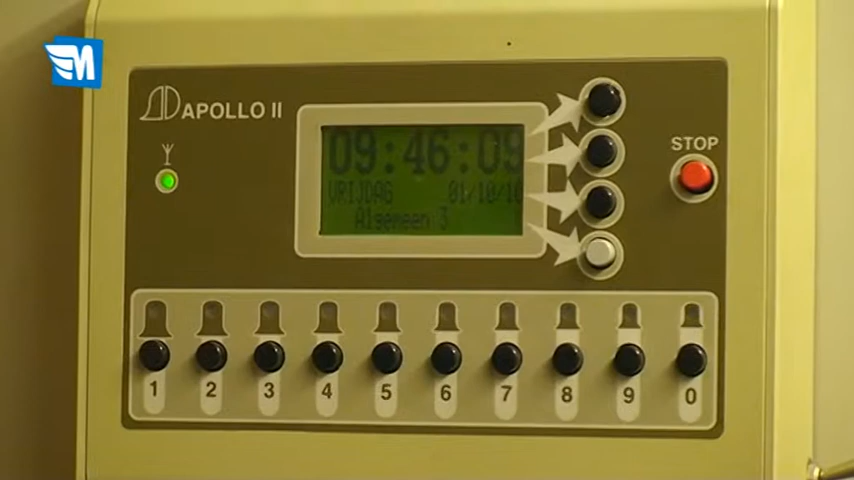 M
APOLLO II
09:46:09
VRIJDAG 01/10/10
Algemeen 3
STOP
1 2 3 4 5 6 7 8 9 0